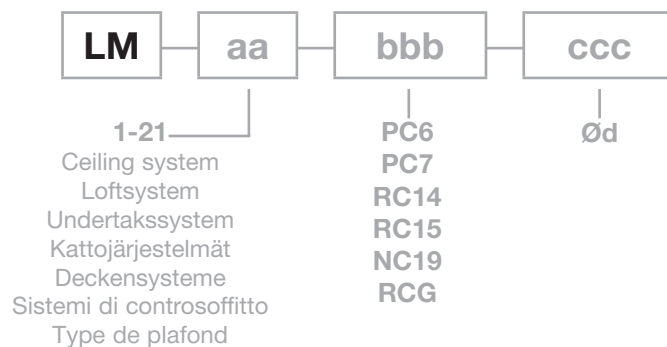 LM aa bbb ccc
1-21 PC6 Ød
Ceiling system PC7
Loftsystem RC14
Undertakssystem RC15
Kattojärjestelmät NC19
Deckensysteme RCG
Sistemi di controsoffitto
Type de plafond